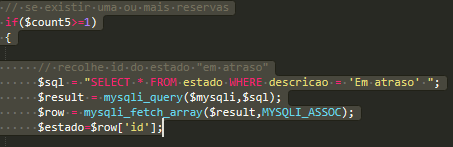 // se existir uma ou mais reservas
if($count5>=1)
{
// recolhe id do estado "em atraso"
$sql = "SELECT * FROM estado WHERE descricao = 'Em atraso' ";
$result = mysqli_query($mysqli,$sql);
$row = mysqli_fetch_array($result,MYSQLI_ASSOC);
$estado=$row['id'];